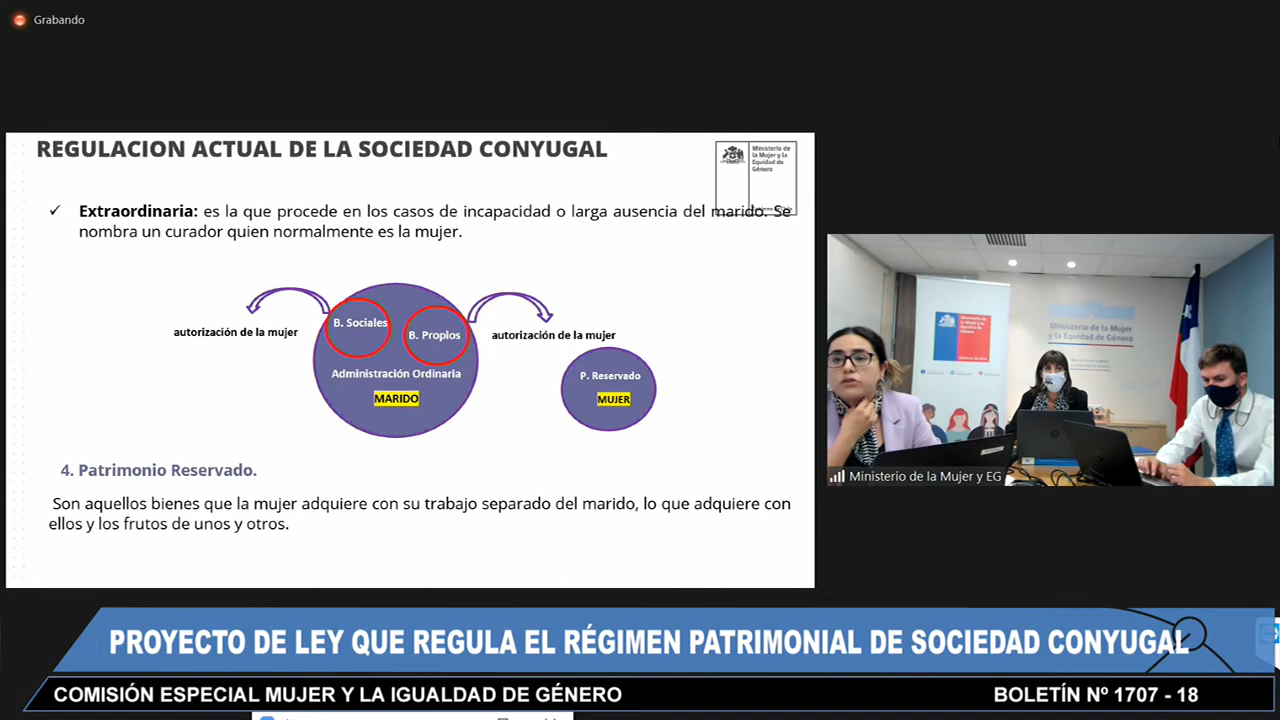 Grabando
REGULACION ACTUAL DE LA SOCIEDAD CONYUGAL
Ministerio de
la Mujer y la
Equidad de
Género
✓ Extraordinaria: es la que procede en los casos de incapacidad o larga ausencia del marido. Se
nombra un curador quien normalmente es la mujer.
autorización de la mujer
B. Sociales
B. Propios
autorización de la mujer
Administración Ordinaria
MARIDO
P. Reservado
MUJER
4. Patrimonio Reservado.
Son aquellos bienes que la mujer adquiere con su trabajo separado del marido, lo que adquiere con
ellos y los frutos de unos y otros.
Ministerio de la Mujer
y la Equidad de Género
Ministerio de la Mujer y EG
PROYECTO DE LEY QUE REGULA EL RÉGIMEN PATRIMONIAL DE SOCIEDAD CONYUGAL
COMISIÓN ESPECIAL MUJER Y LA IGUALDAD DE GÉNERO
BOLETÍN Nº 1707 - 18